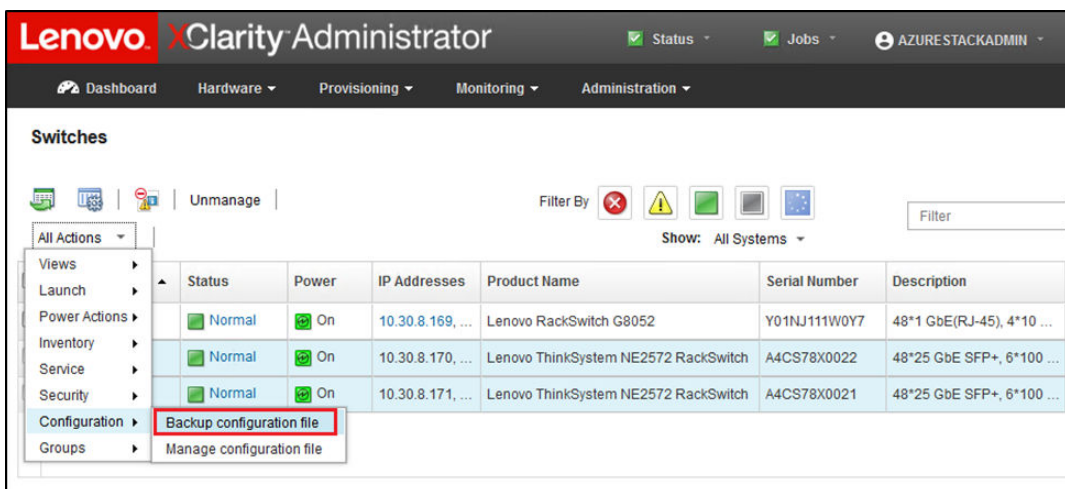 Lenovo. XClarity Administrator Status Jobs AZURESTACKADMIN
Dashboard Hardware Provisioning Monitoring Administration
Switches
Unmanage Filter By Filter
All Actions Show: All Systems
Views
Launch
Power Actions
Inventory
Service
Security
Configuration
Groups
Backup configuration file
Manage configuration file
Status Power IP Addresses Product Name Serial Number Description
Normal On 10.30.8.169, ... Lenovo RackSwitch G8052 Y01NJ111W0Y7 48*1 GbE(RJ-45), 4*10 ...
Normal On 10.30.8.170, ... Lenovo ThinkSystem NE2572 RackSwitch A4CS78X0022 48*25 GbE SFP+, 6*100 ...
Normal On 10.30.8.171, ... Lenovo ThinkSystem NE2572 RackSwitch A4CS78X0021 48*25 GbE SFP+, 6*100 ...